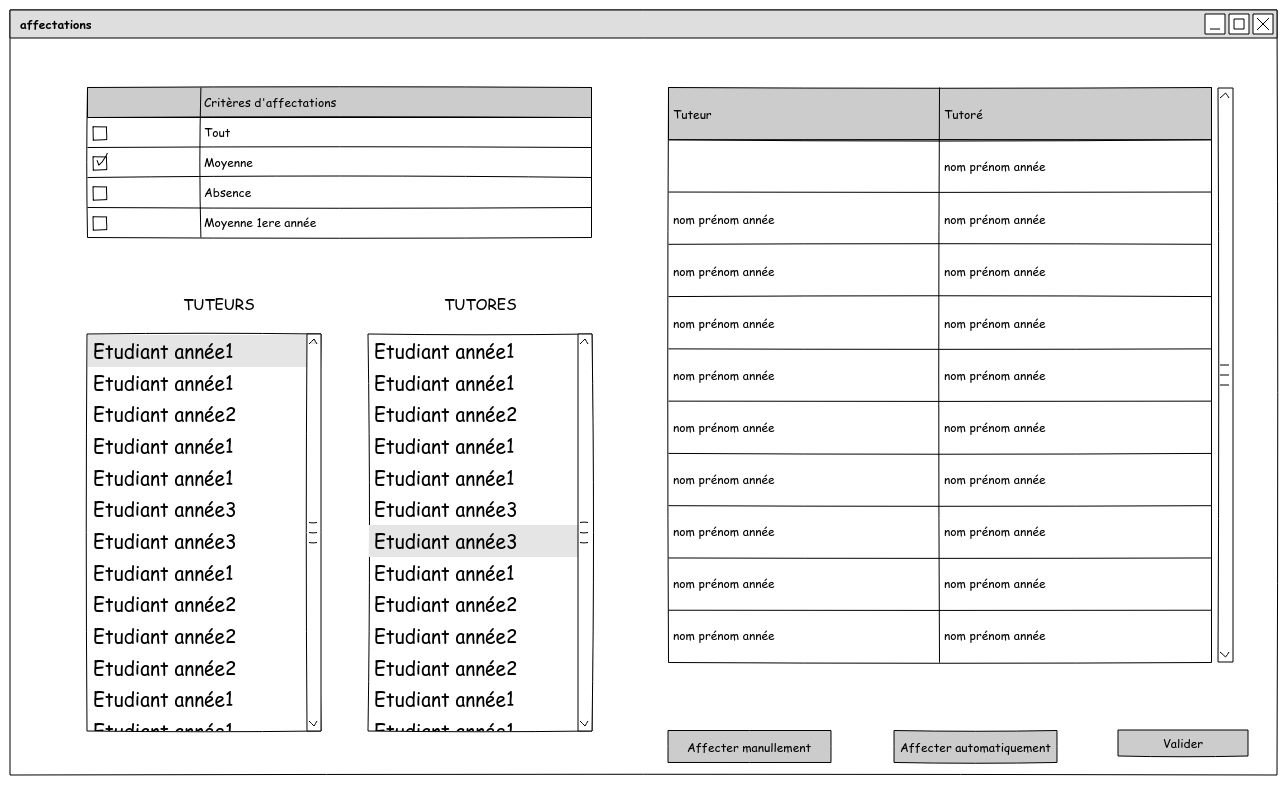 affectations
Critères d'affectations
Tout
Moyenne
Absence
Moyenne 1ere année
TUTEURS
Etudiant année1
Etudiant année1
Etudiant année2
Etudiant année1
Etudiant année1
Etudiant année3
Etudiant année3
Etudiant année1
Etudiant année2
Etudiant année2
Etudiant année2
Etudiant année1
Etudiant année1
TUTORES
Etudiant année1
Etudiant année1
Etudiant année2
Etudiant année1
Etudiant année1
Etudiant année3
Etudiant année3
Etudiant année1
Etudiant année2
Etudiant année2
Etudiant année2
Etudiant année1
Etudiant année1
Tuteur Tutoré
nom prénom année
nom prénom année nom prénom année
nom prénom année nom prénom année
nom prénom année nom prénom année
nom prénom année nom prénom année
nom prénom année nom prénom année
nom prénom année nom prénom année
nom prénom année nom prénom année
nom prénom année nom prénom année
nom prénom année nom prénom année
Affecter manullement
Affecter automatiquement
Valider